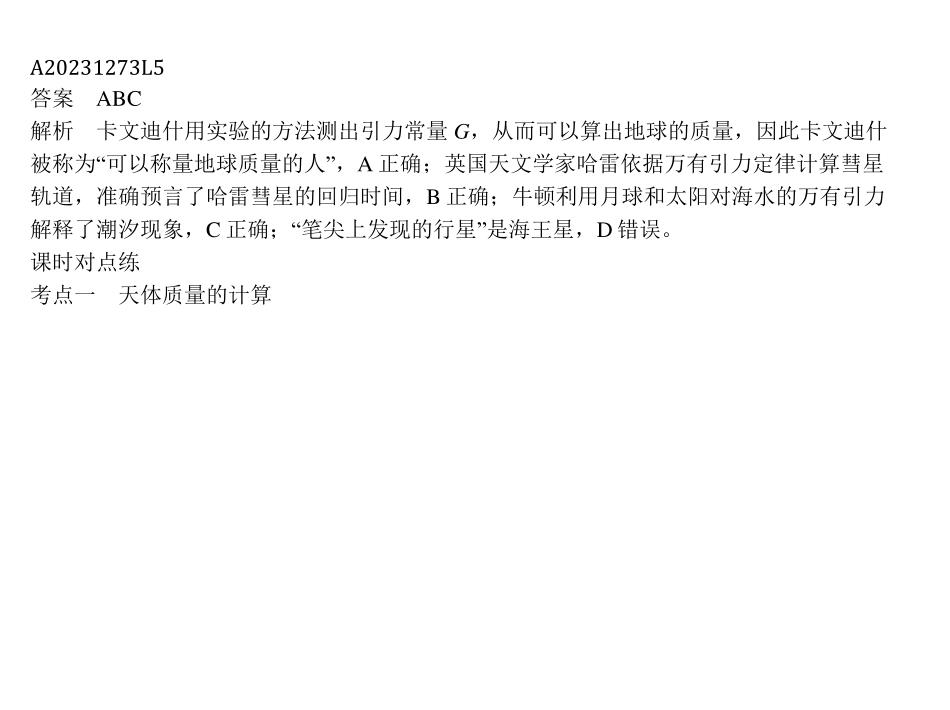 A20231273L5
答案　ABC
解析　卡文迪什用实验的方法测出引力常量 G，从而可以算出地球的质量，因此卡文迪什
被称为“可以称量地球质量的人”，A 正确；英国天文学家哈雷依据万有引力定律计算彗星
轨道，准确预言了哈雷彗星的回归时间，B 正确；牛顿利用月球和太阳对海水的万有引力
解释了潮汐现象，C 正确；“笔尖上发现的行星”是海王星，D 错误。
课时对点练
考点一　天体质量的计算